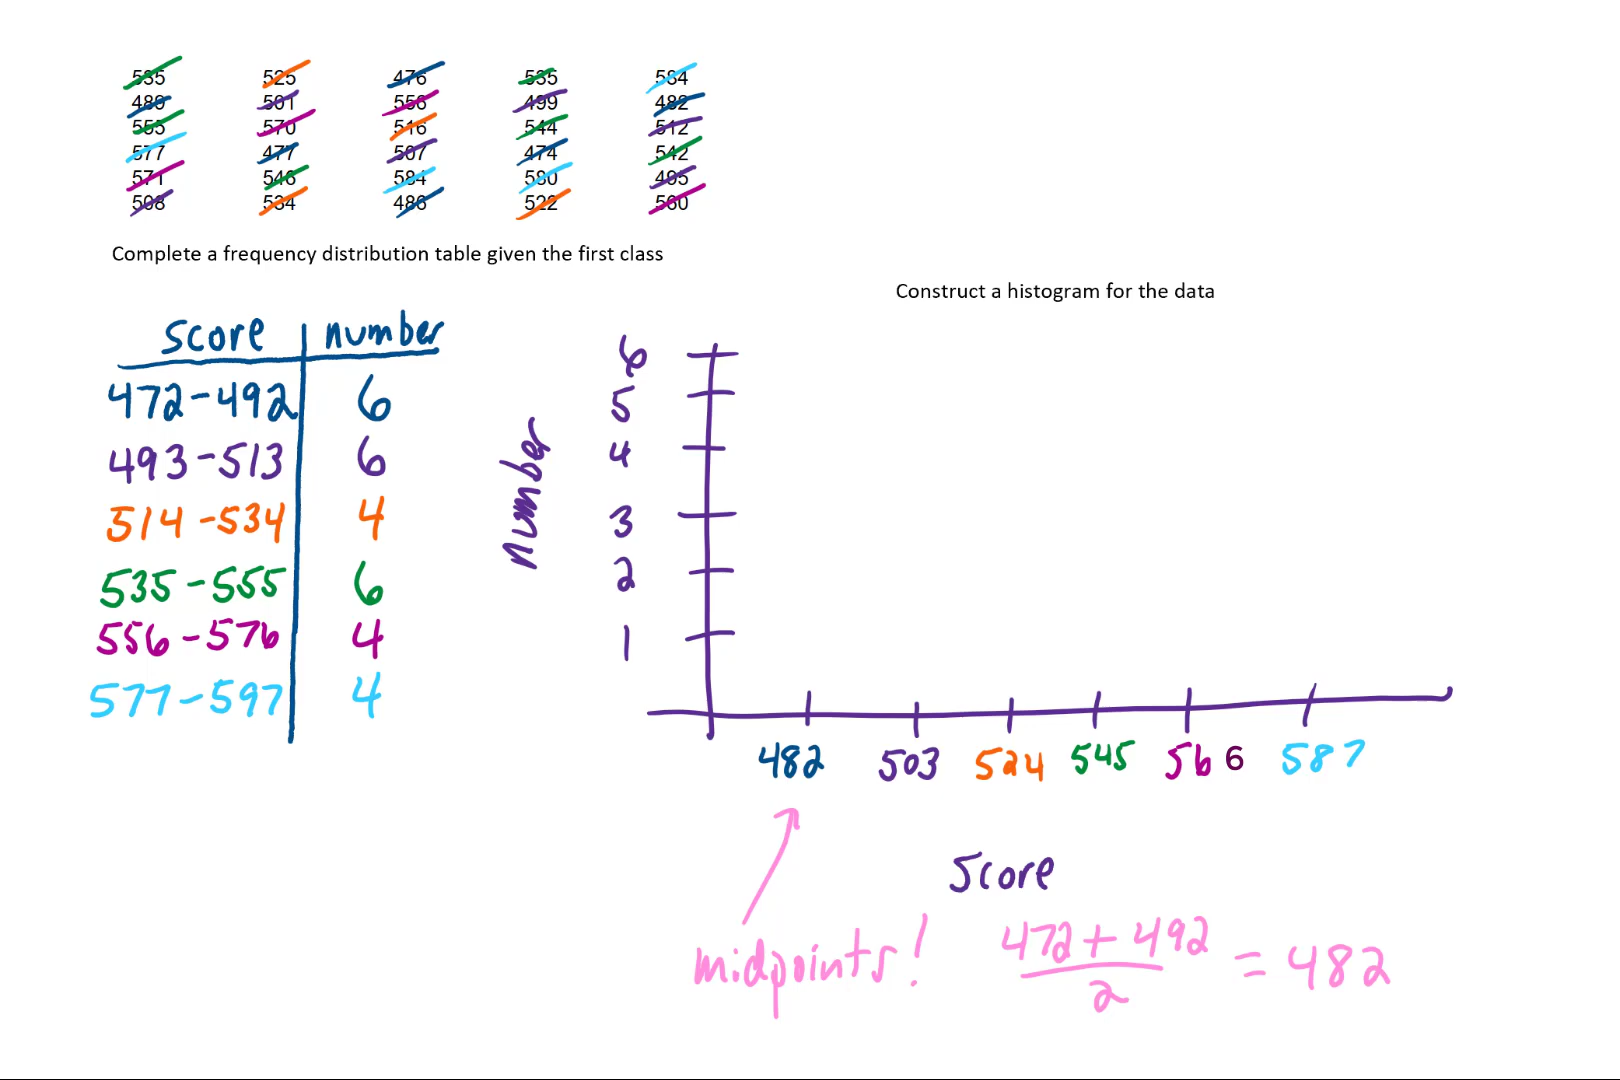 535 525 476 535 584
489 501 556 499 482
555 570 516 544 512
577 477 507 474 542
571 546 584 580 495
508 534 486 522 560
Complete a frequency distribution table given the first class
Construct a histogram for the data
score number
472-492 6
493-513 6
514-534 4
535-555 6
556-576 4
577-597 4
Number
6
5
4
3
2
1
482 503 524 545 566 587
Score
midpoints!
472+492
2
= 482